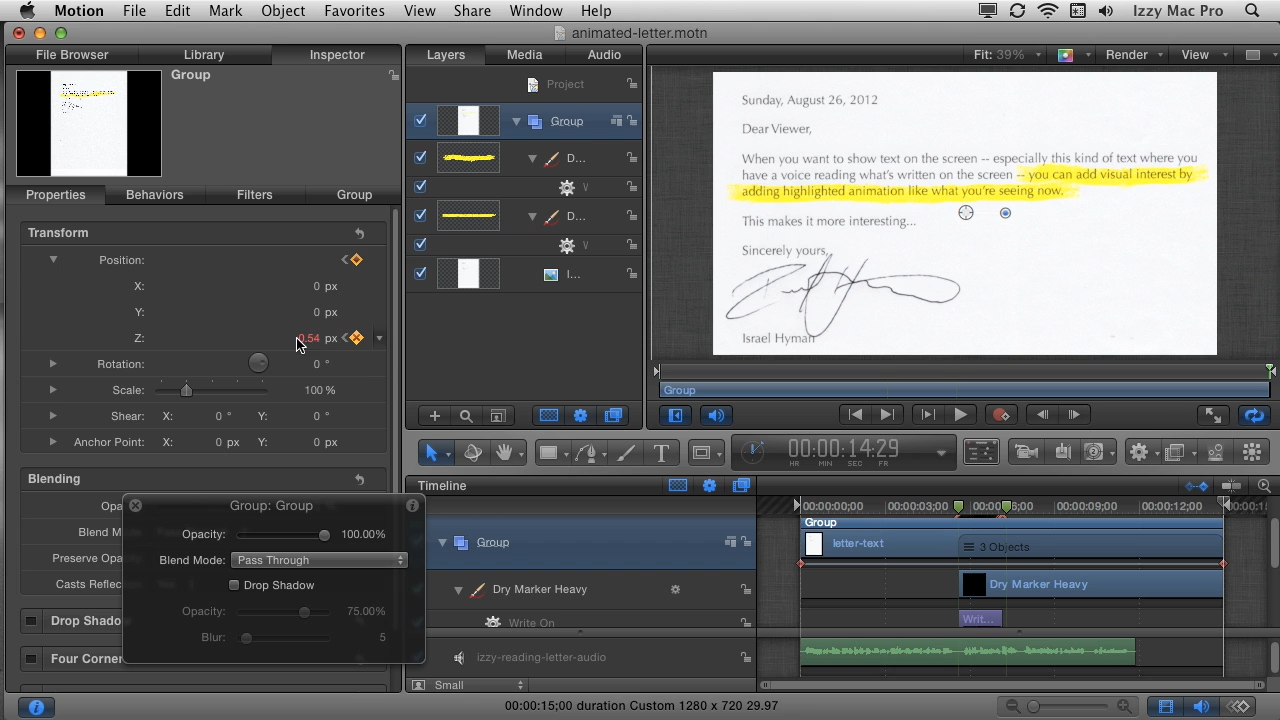 Motion File Edit Mark Object Favorites View Share Window Help Izzy Mac Pro
animated-letter.motn
File Browser Library Inspector Layers Media Audio Fit: 39% Render View
Group
Project
Group
D...
V
D...
V
I...
Sunday, August 26, 2012
Dear Viewer,
When you want to show text on the screen -- especially this kind of text where you
have a voice reading what's written on the screen -- you can add visual interest by
adding highlighted animation like what you're seeing now.
This makes it more interesting...
Sincerely yours,
Israel Hyman
Group
Properties Behaviors Filters Group
Transform
Position:
X: 0 px
Y: 0 px
Z: 0.54 px
Rotation: 0 °
Scale: 100 %
Shear: X: 0 ° Y: 0 °
Anchor Point: X: 0 px Y: 0 px
Blending
Opa
Blend M
Preserve Opa
Casts Reflec
Drop Shado
Four Corner
Group: Group
Opacity: 100.00%
Blend Mode: Pass Through
Drop Shadow
Opacity: 75.00%
Blur: 5
T
00:00:14:29
HR MIN SEC FR
Timeline
00:00:00;00 00:00:03;00 00:00:09;00 00:00:12;00
Group
Group letter-text 3 Objects
Dry Marker Heavy Dry Marker Heavy
Write On Writ...
izzy-reading-letter-audio
Small
00:00:15;00 duration Custom 1280 x 720 29.97